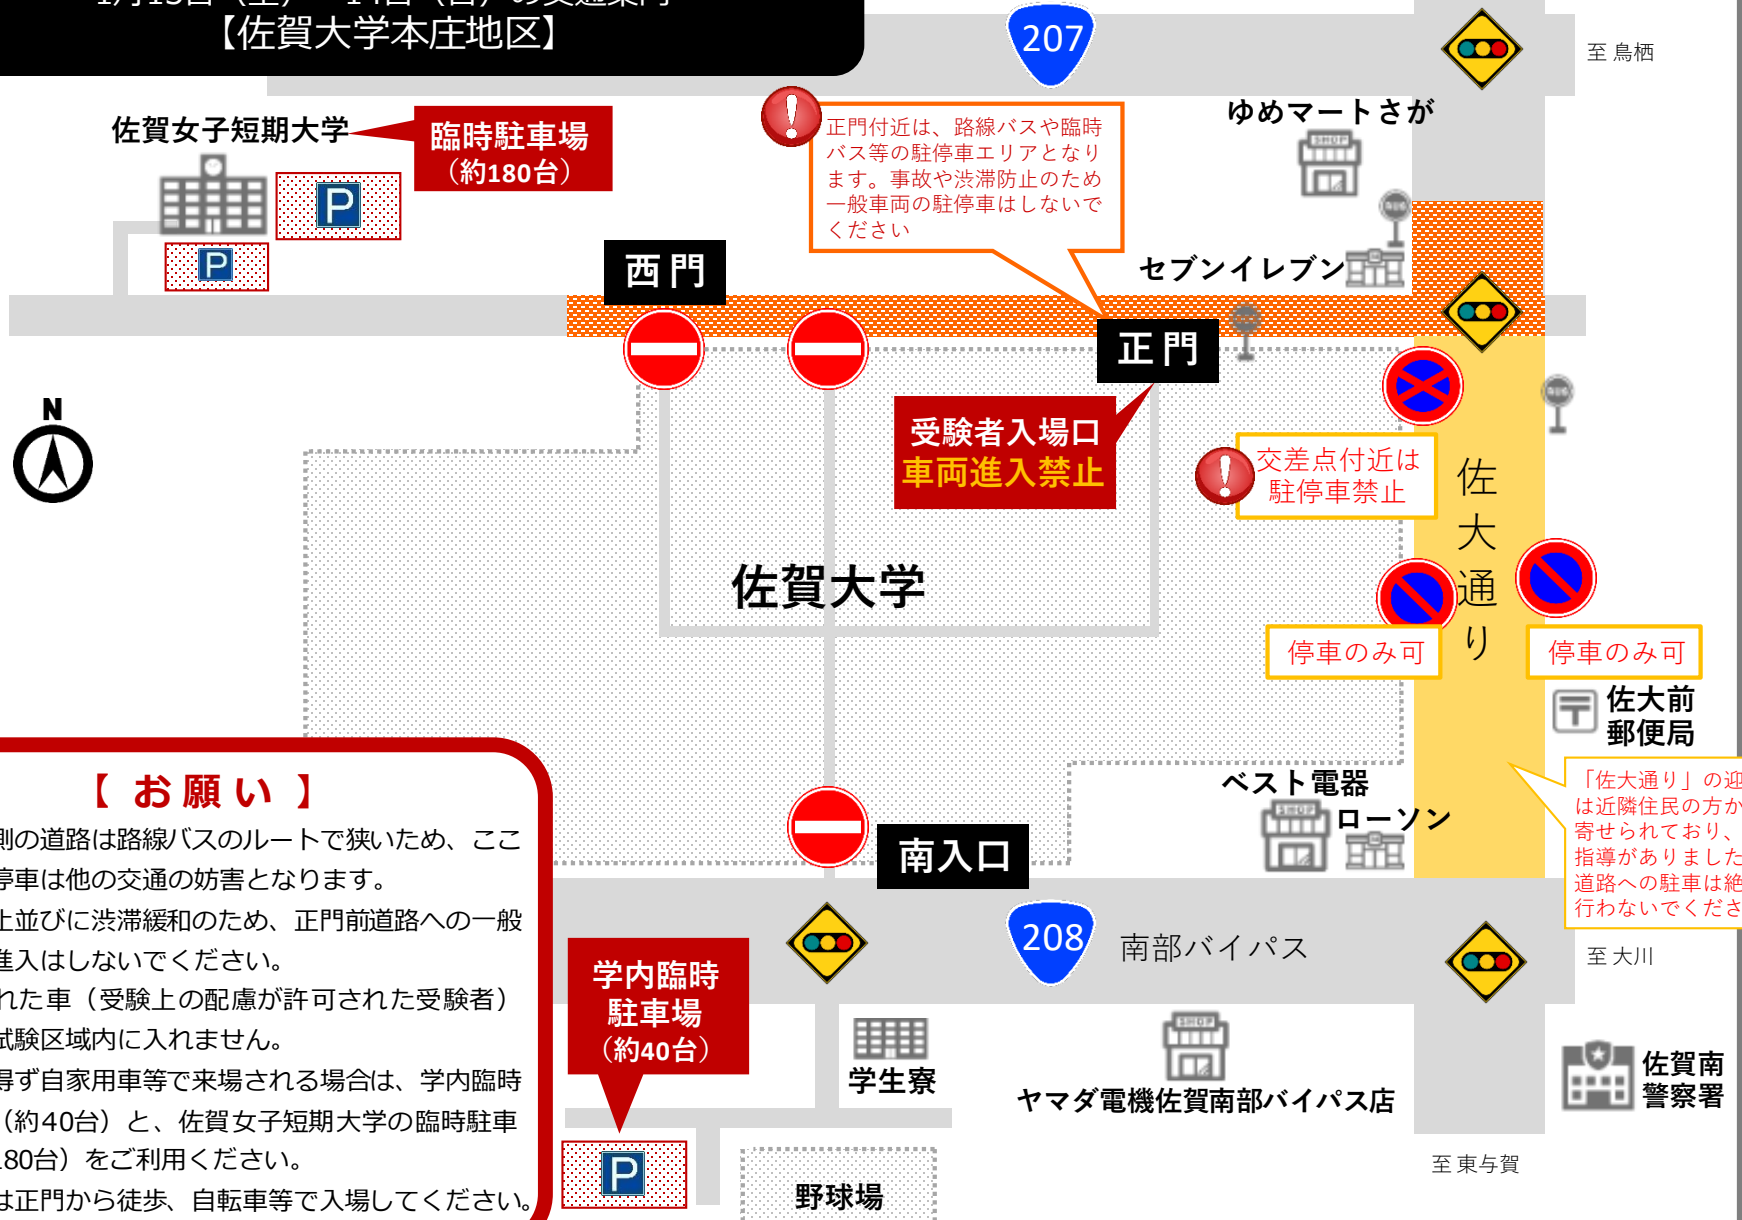 【佐賀大学本庄地区】
207
至 鳥栖
佐賀女子短期大学
臨時駐車場
（約180台）
正門付近は、路線バスや臨時
バス等の駐停車エリアとなり
ます。事故や渋滞防止のため
一般車両の駐停車はしないで
ください
ゆめマートさが
SHOP
P
P
西門
セブンイレブン
正門
N
受験者入場口
車両進入禁止
交差点付近は
駐停車禁止
佐大通り
佐賀大学
停車のみ可
停車のみ可
佐大前
郵便局
【 お 願 い 】
側の道路は路線バスのルートで狭いため、ここ
停車は他の交通の妨害となります。
上並びに渋滞緩和のため、正門前道路への一般
進入はしないでください。
れた車（受験上の配慮が許可された受験者）
試験区域内に入れません。
得ず自家用車等で来場される場合は、学内臨時
（約40台）と、佐賀女子短期大学の臨時駐車
80台）をご利用ください。
は正門から徒歩、自転車等で入場してください。
ベスト電器
SHOP
ローソン
「佐大通り」の迎
は近隣住民の方か
寄せられており、
指導がありました
道路への駐車は絶
行わないでくださ
南入口
208
南部バイパス
至 大川
学内臨時
駐車場
（約40台）
学生寮
SHOP
ヤマダ電機佐賀南部バイパス店
佐賀南
警察署
P
野球場
至 東与賀